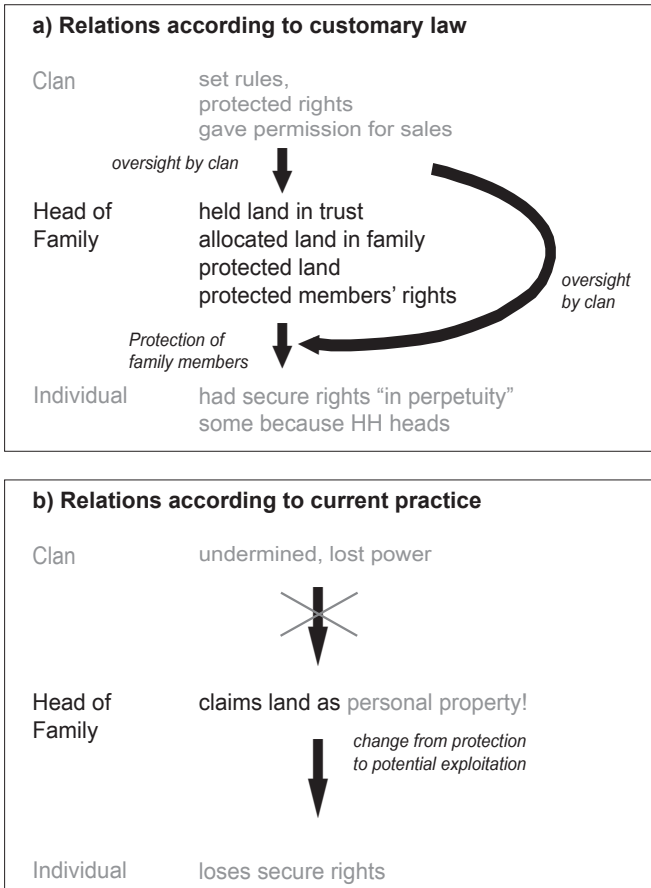 a) Relations according to customary law
Clan
set rules,
protected rights
gave permission for sales
oversight by clan
Head of
Family
held land in trust
allocated land in family
protected land
protected members’ rights
oversight
by clan
Protection of
family members
Individual
had secure rights “in perpetuity”
some because HH heads
b) Relations according to current practice
Clan
undermined, lost power
Head of
Family
claims land as personal property!
change from protection
to potential exploitation
Individual
loses secure rights